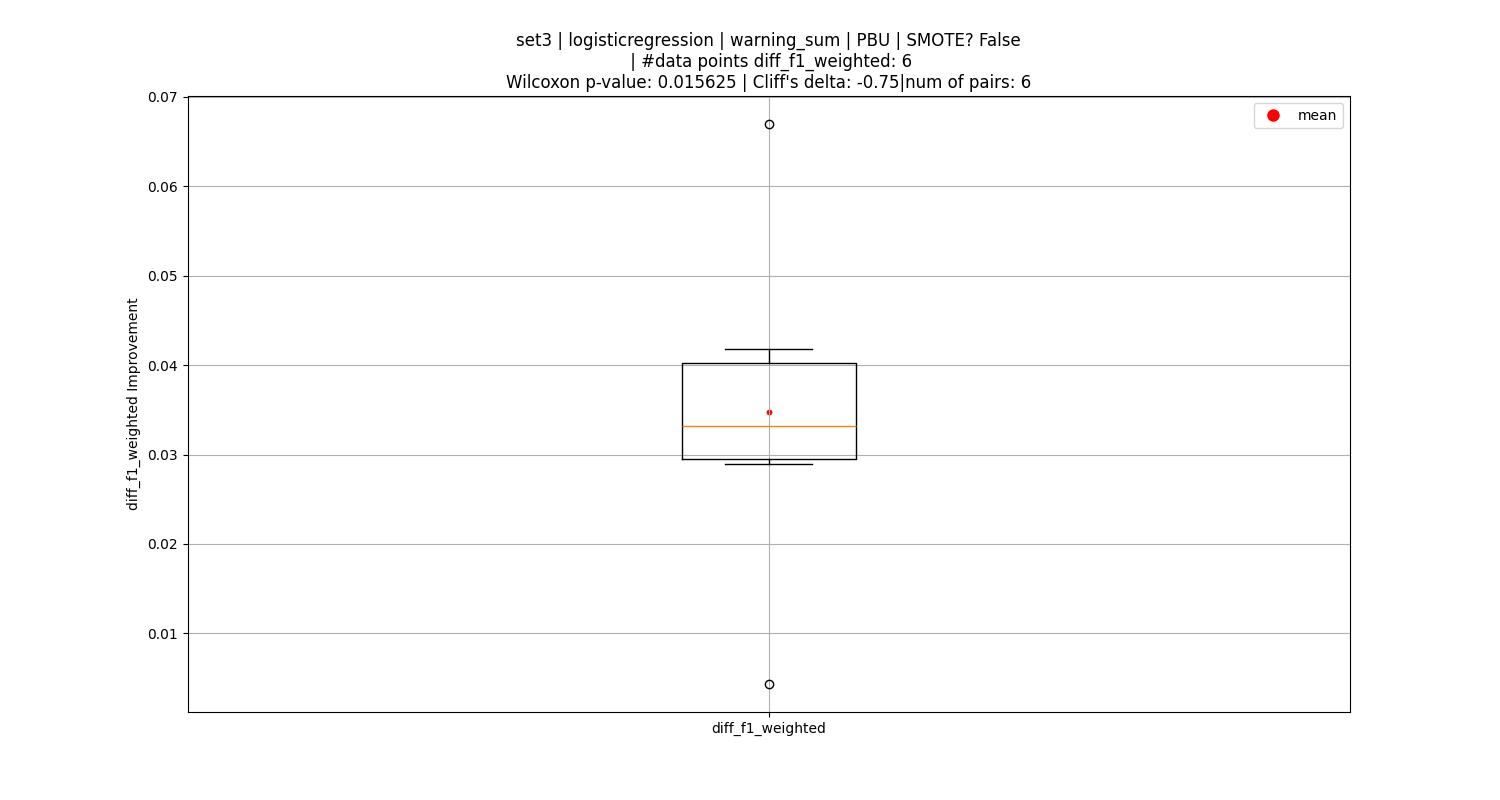 set3 | logisticregression | warning_sum | PBU | SMOTE? False
| #data points diff_f1_weighted: 6
Wilcoxon p-value: 0.015625 | Cliff's delta: -0.75|num of pairs: 6
mean
0.07
0.06
0.05
0.04
0.03
0.02
0.01
diff_f1_weighted Improvement
diff_f1_weighted